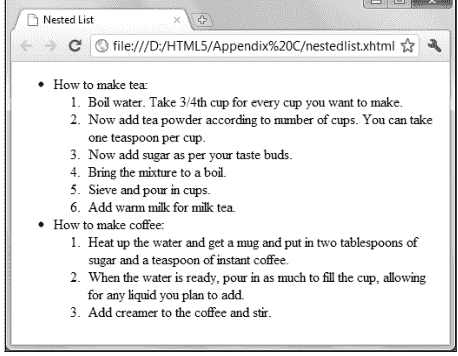 Nested List
file:///D:/HTML5/Appendix%20C/nestedlist.xhtml
• How to make tea:
1. Boil water. Take 3/4th cup for every cup you want to make.
2. Now add tea powder according to number of cups. You can take
one teaspoon per cup.
3. Now add sugar as per your taste buds.
4. Bring the mixture to a boil.
5. Sieve and pour in cups.
6. Add warm milk for milk tea.
• How to make coffee:
1. Heat up the water and get a mug and put in two tablespoons of
sugar and a teaspoon of instant coffee.
2. When the water is ready, pour in as much to fill the cup, allowing
for any liquid you plan to add.
3. Add creamer to the coffee and stir.